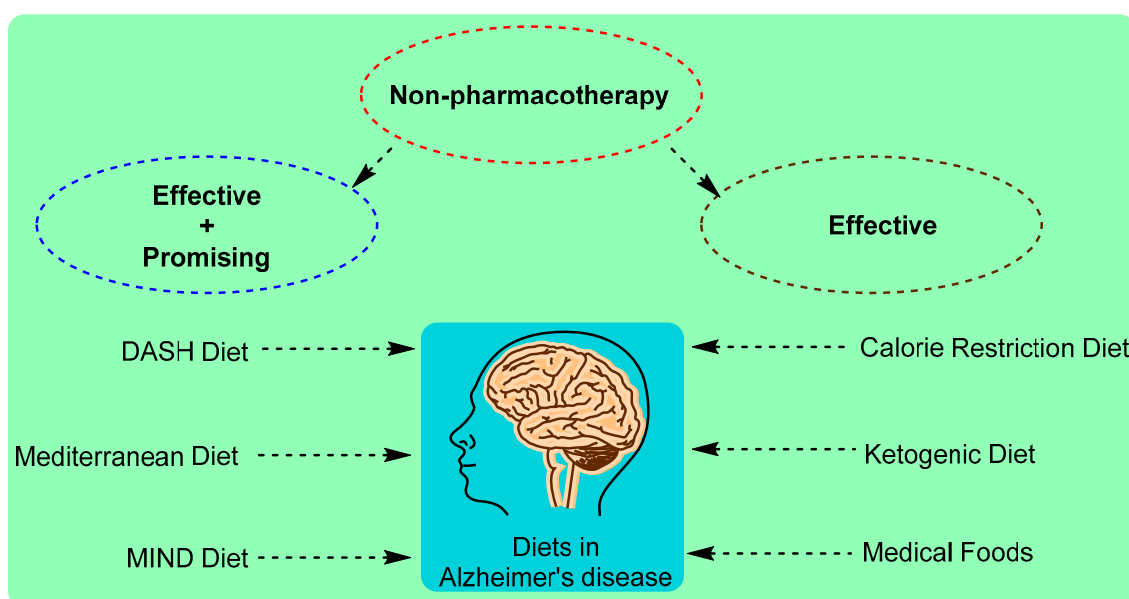 Non-pharmacotherapy
Effective
+
Promising
Effective
DASH Diet
Calorie Restriction Diet
Mediterranean Diet
Ketogenic Diet
MIND Diet
Medical Foods
Diets in
Alzheimer's disease